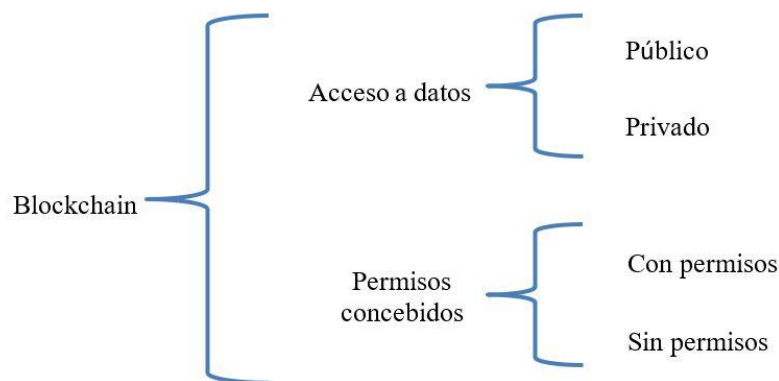 Blockchain
Acceso a datos
Público
Privado
Permisos
concebidos
Con permisos
Sin permisos